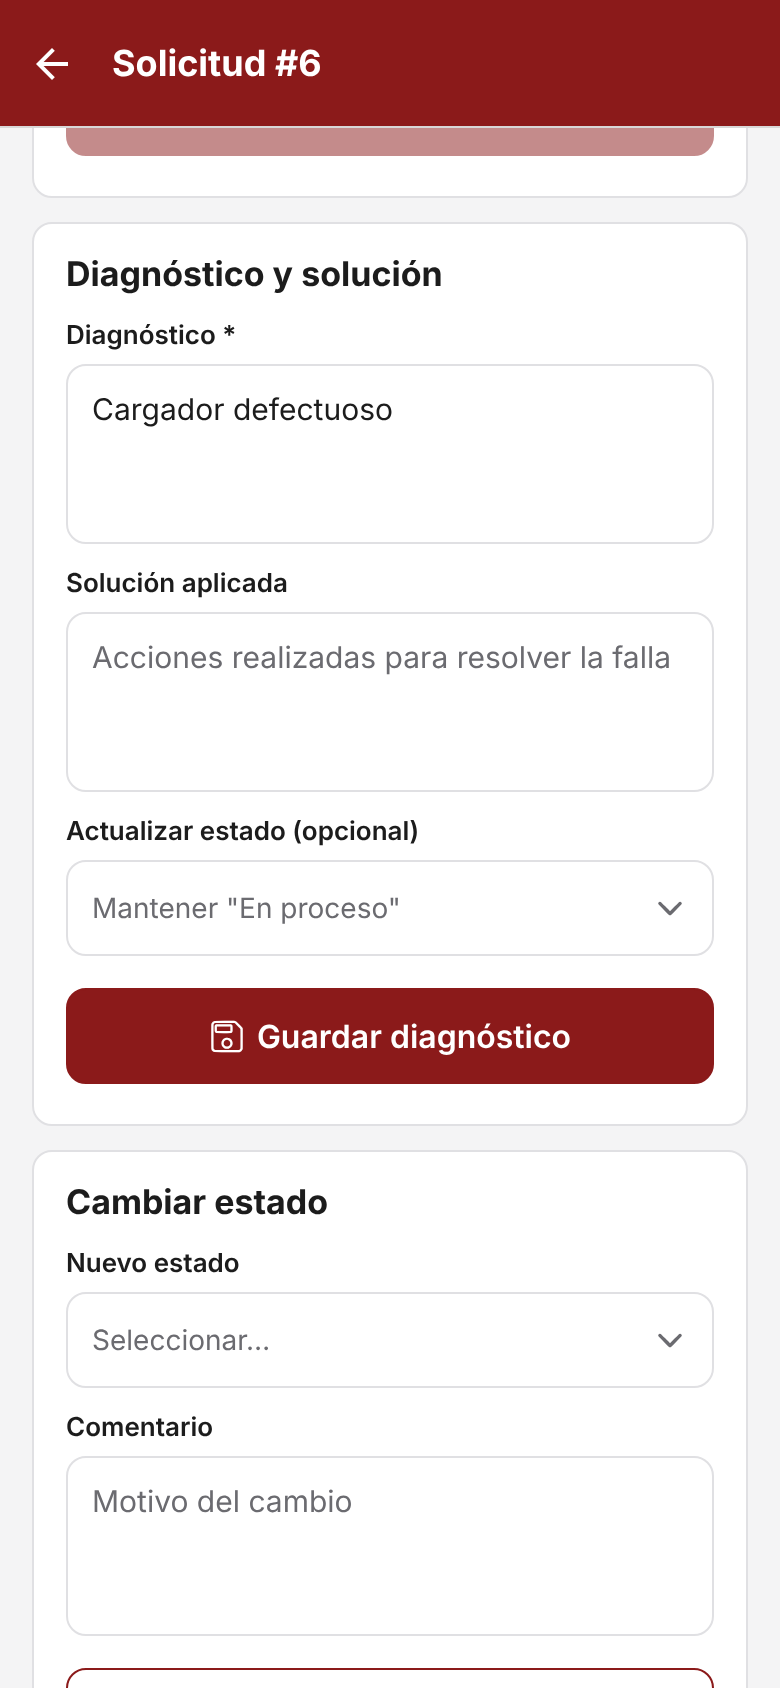 Solicitud #6
Diagnóstico y solución
Diagnóstico *
Cargador defectuoso
Solución aplicada
Acciones realizadas para resolver la falla
Actualizar estado (opcional)
Mantener "En proceso"
Guardar diagnóstico
Cambiar estado
Nuevo estado
Seleccionar...
Comentario
Motivo del cambio